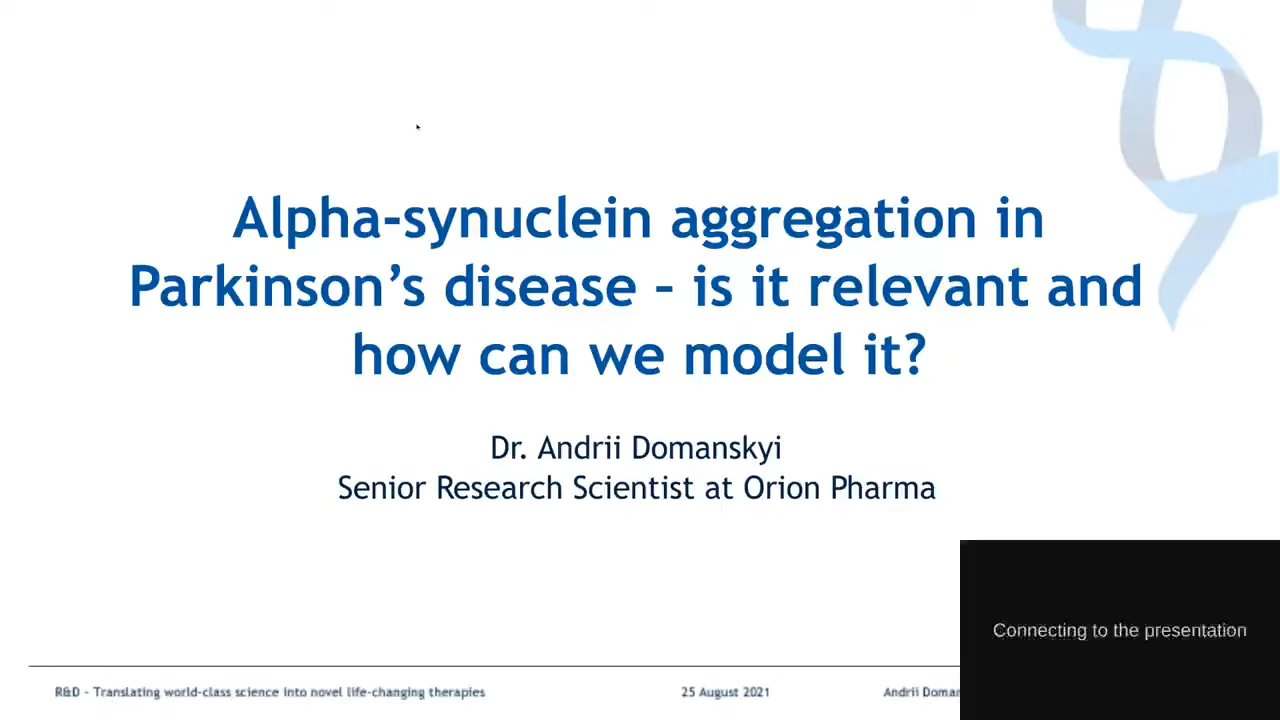 Alpha-synuclein aggregation in
Parkinson's disease – is it relevant and
how can we model it?
Dr. Andrii Domanskyi
Senior Research Scientist at Orion Pharma
Connecting to the presentation
R&D - Translating world-class science into novel life-changing therapies
25 August 2021
Andrii Doman